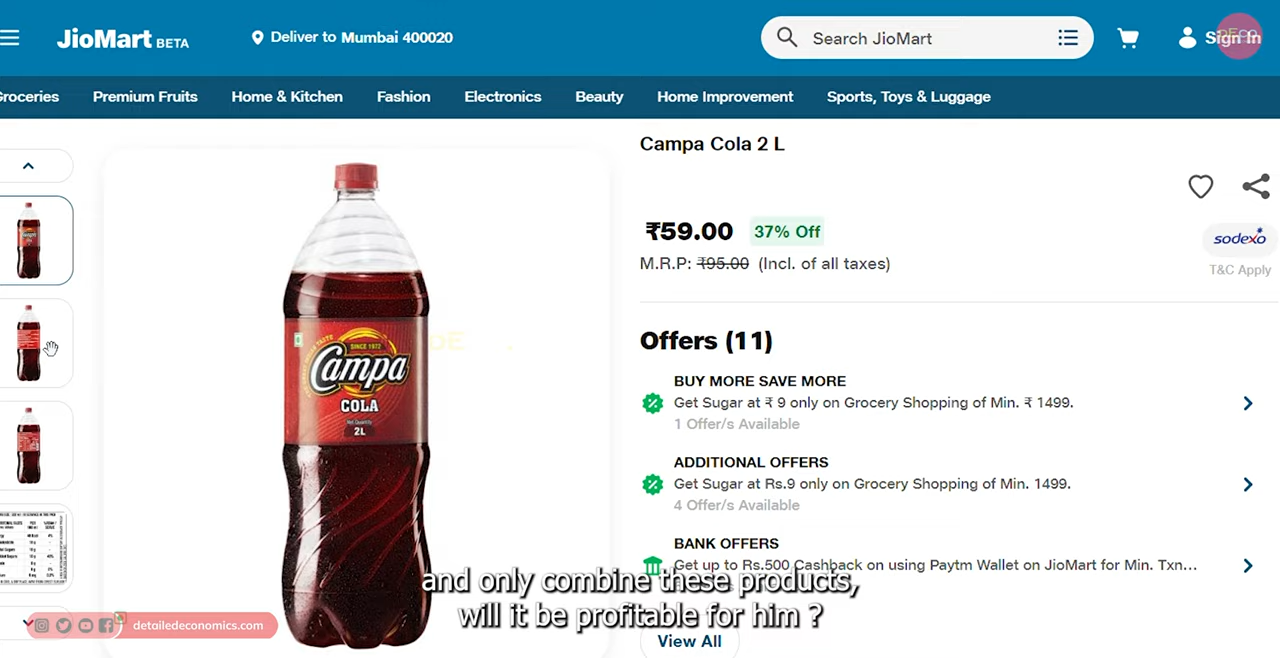 JioMart BETA
Deliver to Mumbai 400020
Search JioMart
Sign In
Groceries
Premium Fruits
Home & Kitchen
Fashion
Electronics
Beauty
Home Improvement
Sports, Toys & Luggage
Campa Cola 2 L
₹59.00 37% Off
M.R.P: ₹95.00 (Incl. of all taxes)
sodexo
T&C Apply
SINCE 1977
Campa
COLA
Net Quantity
2L
Offers (11)
BUY MORE SAVE MORE
Get Sugar at ₹ 9 only on Grocery Shopping of Min. ₹ 1499.
1 Offer/s Available
ADDITIONAL OFFERS
Get Sugar at Rs.9 only on Grocery Shopping of Min. 1499.
4 Offer/s Available
BANK OFFERS
Get up to Rs.500 Cashback on using Paytm Wallet on JioMart for Min. Txn...
View All
and only combine these products,
will it be profitable for him ?
detailedeconomics.com